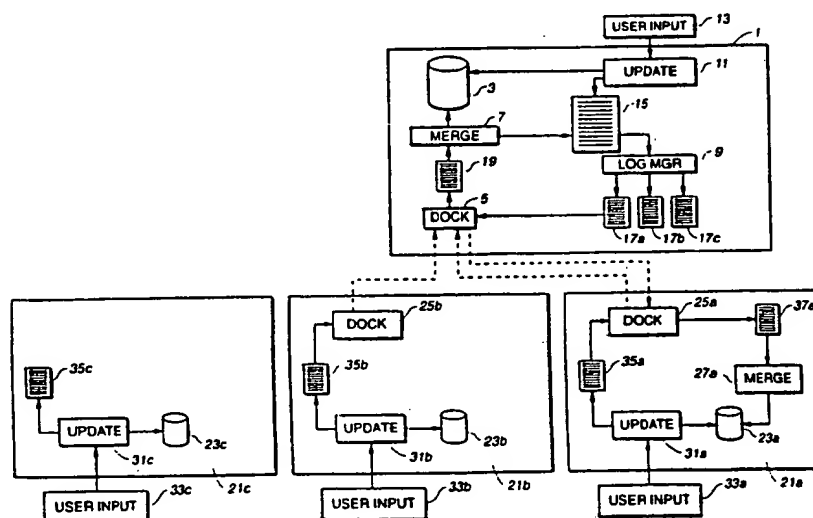 USER INPUT
13
1
UPDATE
11
3
15
7
MERGE
9
LOG MGR
19
5
DOCK
17a
17b
17c
25b
DOCK
25a
DOCK
37a
35c
35b
35a
27a
MERGE
UPDATE
23c
31c
UPDATE
23b
31b
UPDATE
23a
31a
33c
21c
USER INPUT
33b
21b
USER INPUT
33a
21a
USER INPUT